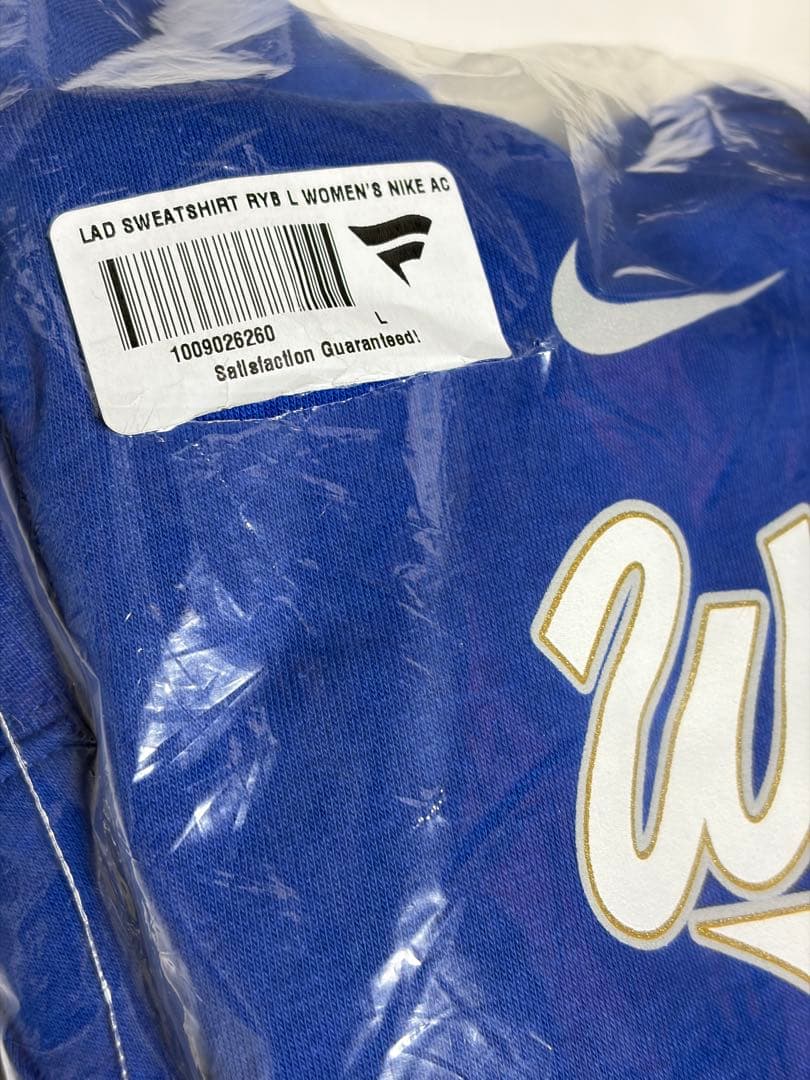 LAD SWEATSHIRT RYB L WOMEN'S NIKE AC
1009026260
L
Satisfaction Guaranteed!
W